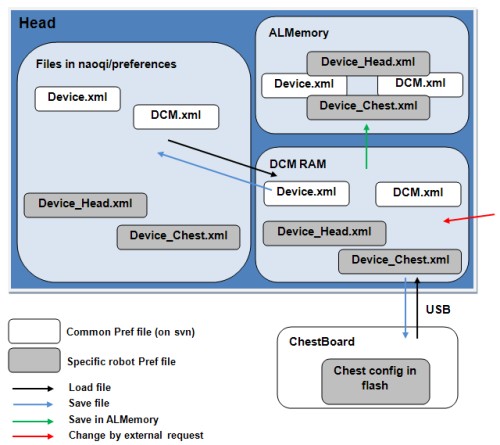 Head
Files in naoqi/preferences
Device.xml
DCM.xml
Device_Head.xml
Device_Chest.xml
ALMemory
Device_Head.xml
Device.xml
DCM.xml
Device_Chest.xml
DCM RAM
Device.xml
DCM.xml
Device_Head.xml
Device_Chest.xml
USB
ChestBoard
Chest config in
flash
Common Pref file (on svn)
Specific robot Pref file
Load file
Save file
Save in ALMemory
Change by external request